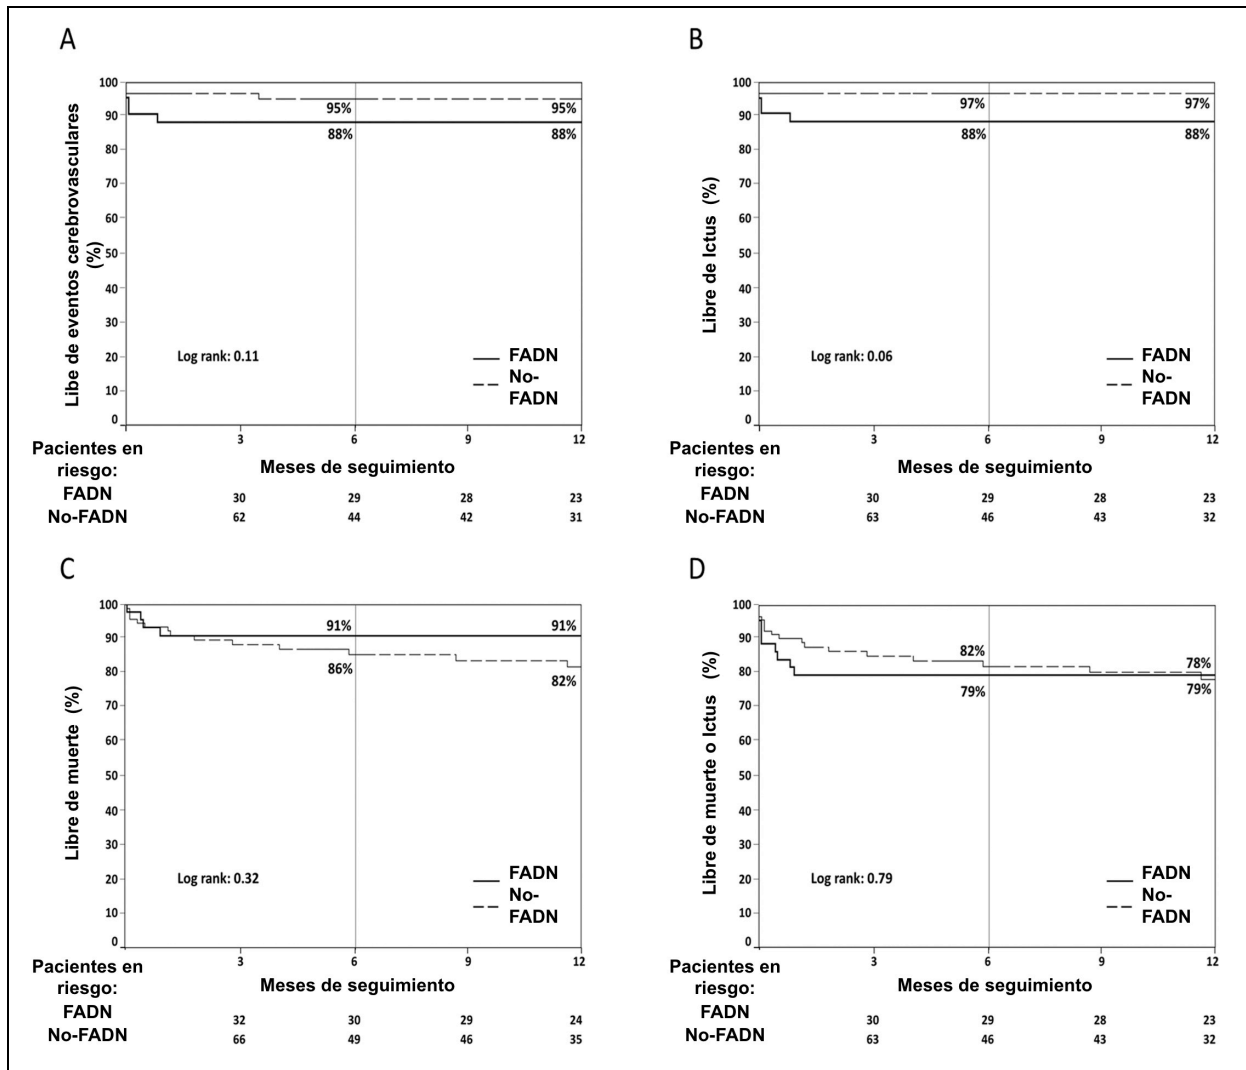 A
Libe de eventos cerebrovasculares
(%)
100
90
80
70
60
50
40
30
20
10
0
95%
95%
88%
88%
Log rank: 0.11
FADN
No-
FADN
3
6
9
12
Pacientes en
riesgo:
Meses de seguimiento
FADN
30 29 28 23
No-FADN
62 44 42 31
B
Libre de Ictus (%)
100
90
80
70
60
50
40
30
20
10
0
97%
97%
88%
88%
Log rank: 0.06
FADN
No-
FADN
3
6
9
12
Pacientes en
riesgo:
Meses de seguimiento
FADN
30 29 28 23
No-FADN
63 46 43 32
C
Libre de muerte (%)
100
90
80
70
60
50
40
30
20
10
0
91%
91%
86%
82%
Log rank: 0.32
FADN
No-
FADN
3
6
9
12
Pacientes en
riesgo:
Meses de seguimiento
FADN
32 30 29 24
No-FADN
66 49 46 35
D
Libre de muerte o Ictus (%)
100
90
80
70
60
50
40
30
20
10
0
82%
78%
79%
79%
Log rank: 0.79
FADN
No-
FADN
3
6
9
12
Pacientes en
riesgo:
Meses de seguimiento
FADN
30 29 28 23
No-FADN
63 46 43 32